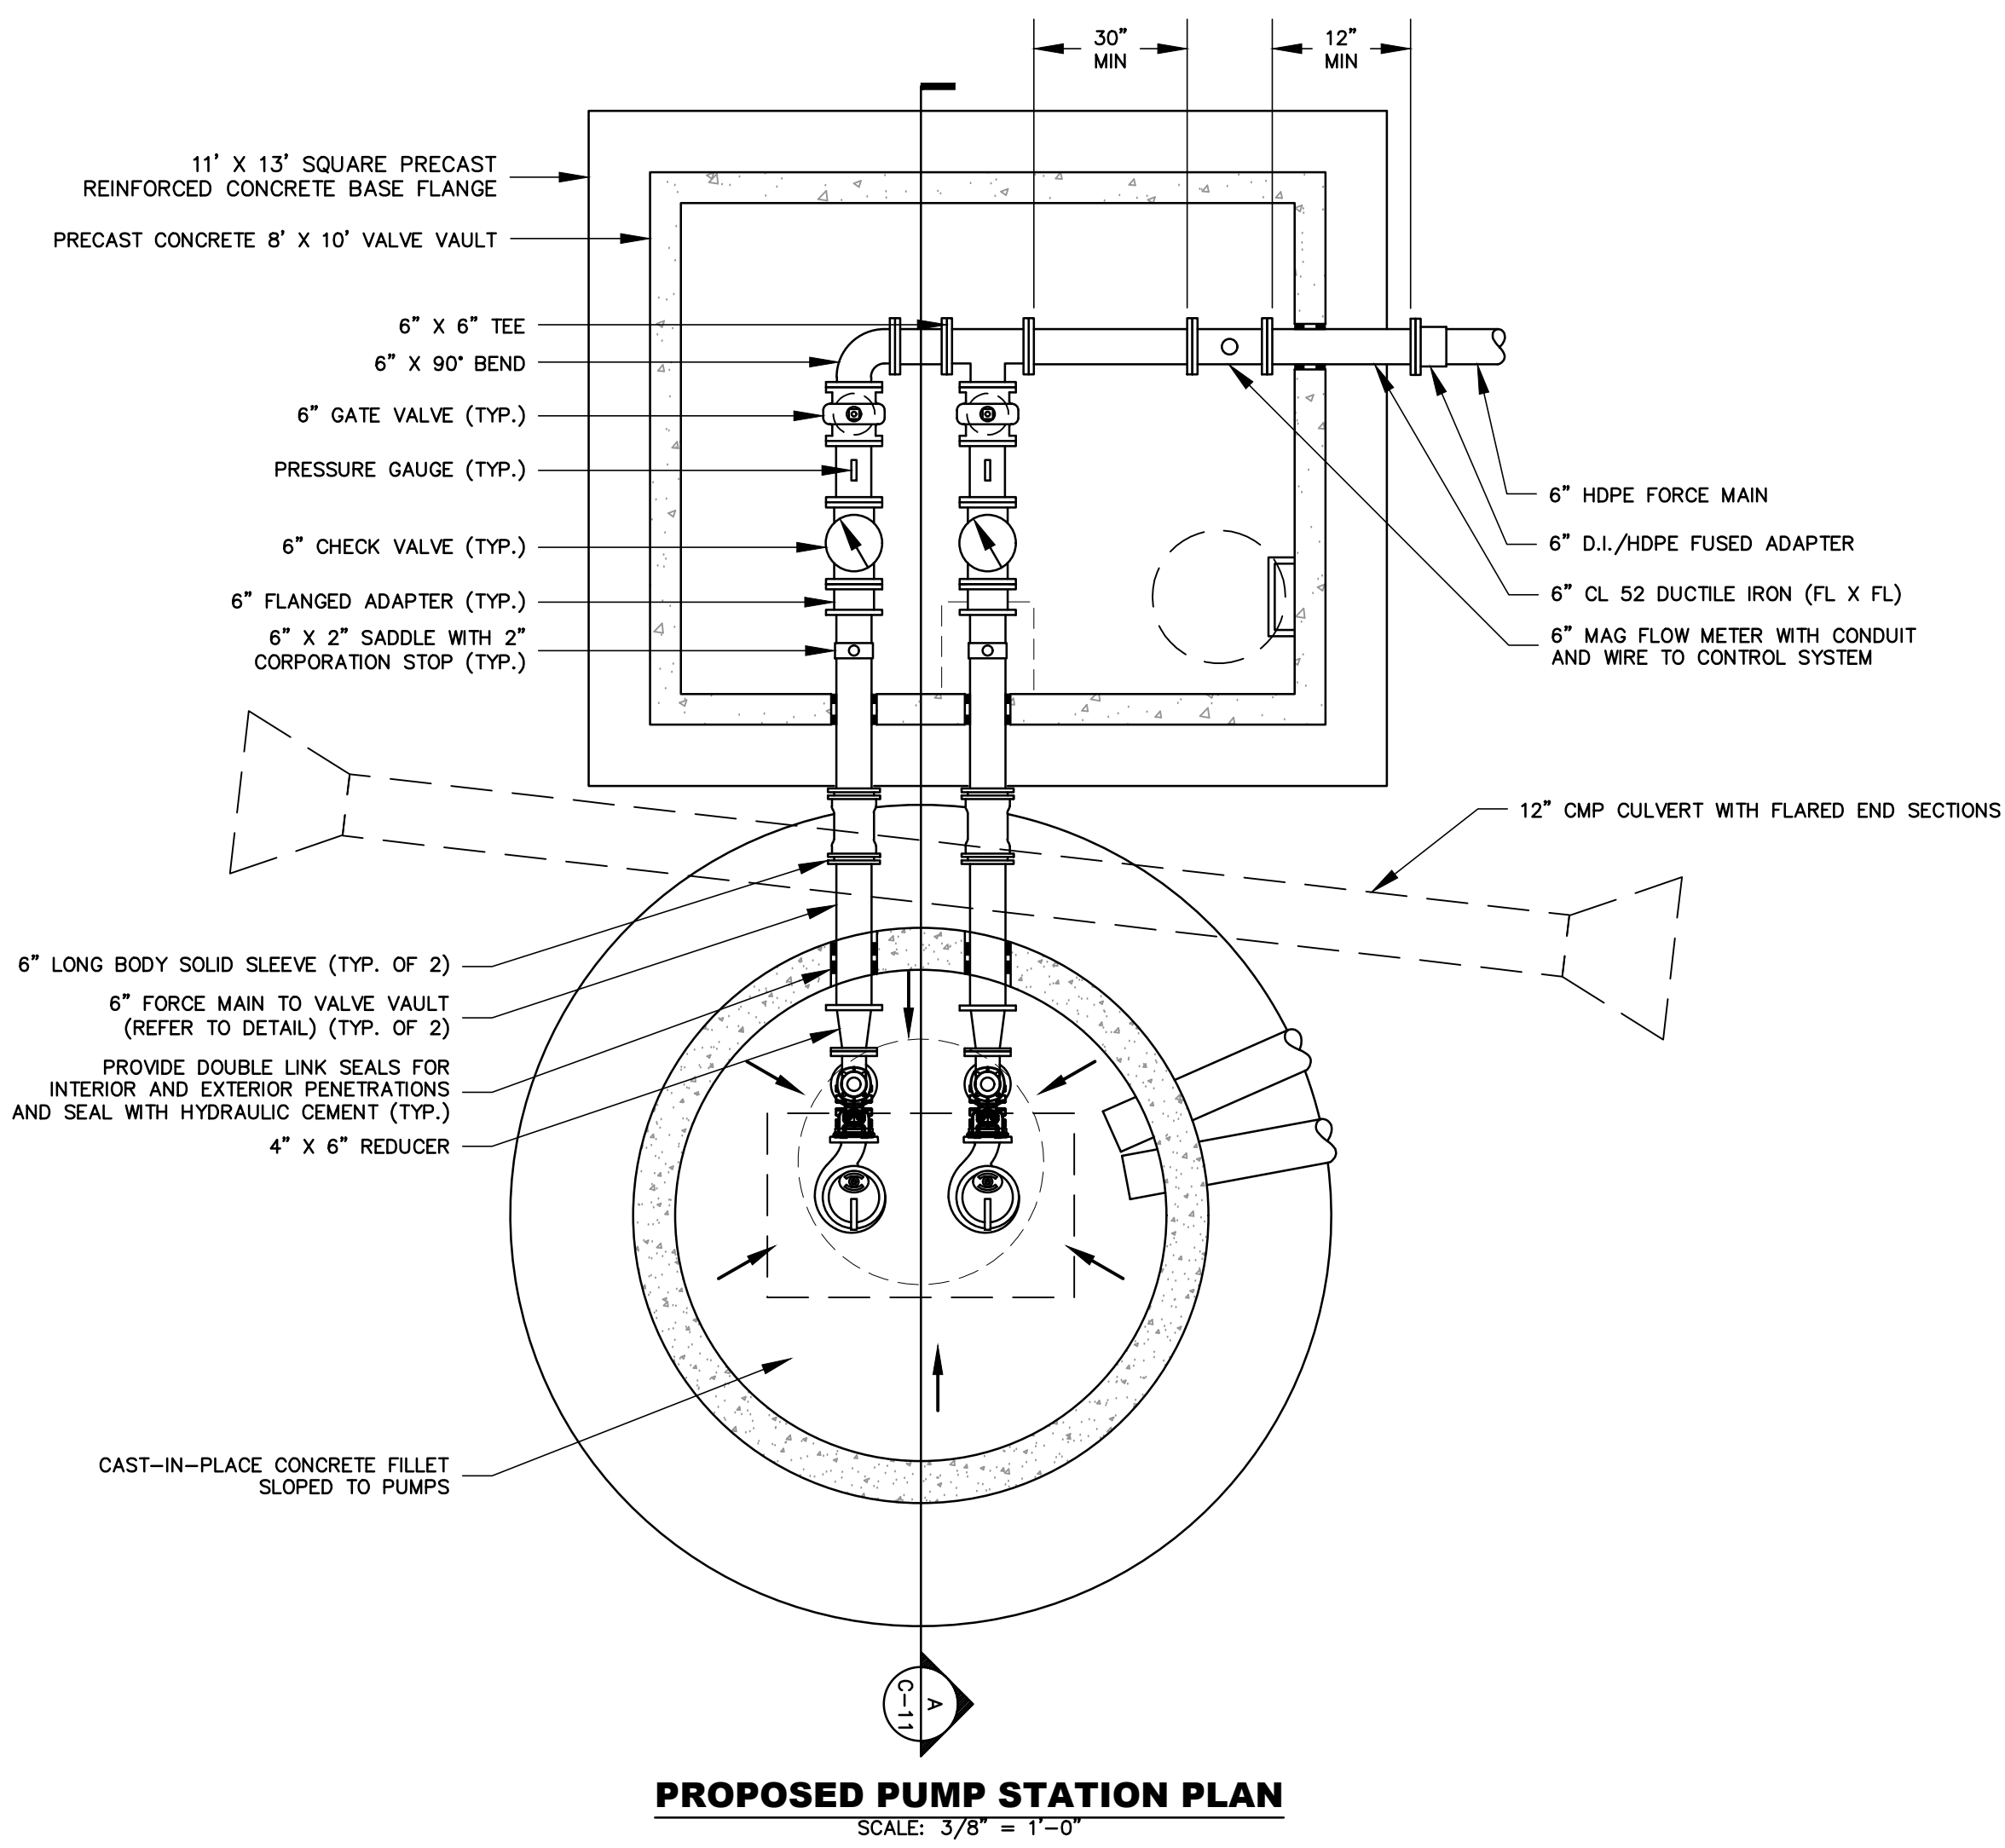 30”
MIN
12”
MIN
11’ X 13’ SQUARE PRECAST
REINFORCED CONCRETE BASE FLANGE
PRECAST CONCRETE 8’ X 10’ VALVE VAULT
6” X 6” TEE
6” X 90° BEND
6” GATE VALVE (TYP.)
PRESSURE GAUGE (TYP.)
6” CHECK VALVE (TYP.)
6” FLANGED ADAPTER (TYP.)
6” X 2” SADDLE WITH 2”
CORPORATION STOP (TYP.)
6” HDPE FORCE MAIN
6” D.I./HDPE FUSED ADAPTER
6” CL 52 DUCTILE IRON (FL X FL)
6” MAG FLOW METER WITH CONDUIT
AND WIRE TO CONTROL SYSTEM
12” CMP CULVERT WITH FLARED END SECTIONS
6” LONG BODY SOLID SLEEVE (TYP. OF 2)
6” FORCE MAIN TO VALVE VAULT
(REFER TO DETAIL) (TYP. OF 2)
PROVIDE DOUBLE LINK SEALS FOR
INTERIOR AND EXTERIOR PENETRATIONS
AND SEAL WITH HYDRAULIC CEMENT (TYP.)
4” X 6” REDUCER
CAST-IN-PLACE CONCRETE FILLET
SLOPED TO PUMPS
A
C-11
PROPOSED PUMP STATION PLAN
SCALE: 3/8” = 1’-0”